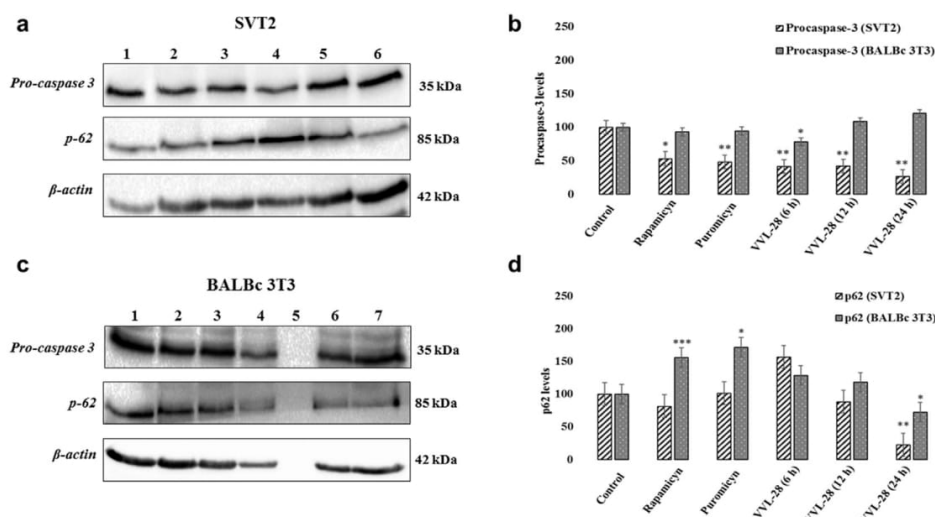 a
SVT2
1 2 3 4 5 6
Pro-caspase 3
35 kDa
p-62
85 kDa
β-actin
42 kDa
b
Procaspase-3 (SVT2)
Procaspase-3 (BALBc 3T3)
Procaspase-3 levels
250
200
150
100
50
0
* ** ** * ** **
Control
Rapamicyn
Puromicyn
VVL-28 (6 h)
VVL-28 (12 h)
VVL-28 (24 h)
c
BALBc 3T3
1 2 3 4 5 6 7
Pro-caspase 3
35 kDa
p-62
85 kDa
β-actin
42 kDa
d
p62 (SVT2)
p62 (BALBc 3T3)
p62 levels
250
200
150
100
50
0
*** * ** *
Control
Rapamicyn
Puromicyn
VVL-28 (6 h)
VVL-28 (12 h)
VVL-28 (24 h)